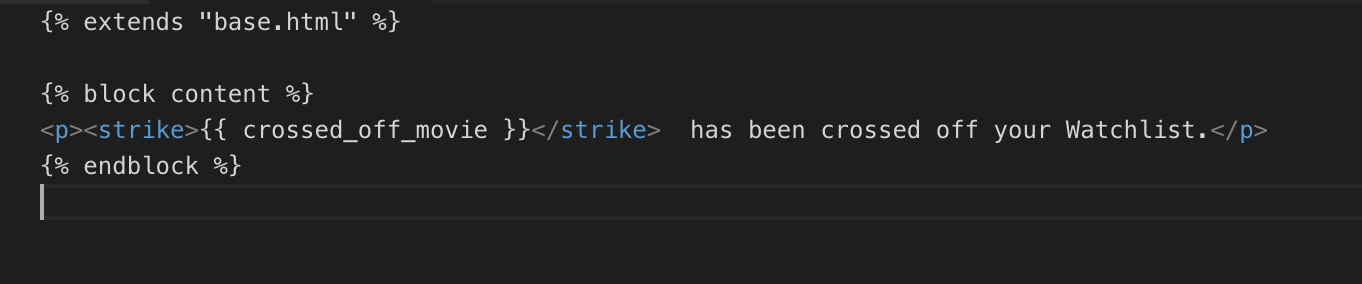 {% extends "base.html" %}
{% block content %}
<p><strike>{{ crossed_off_movie }}</strike>  has been crossed off your Watchlist.</p>
{% endblock %}